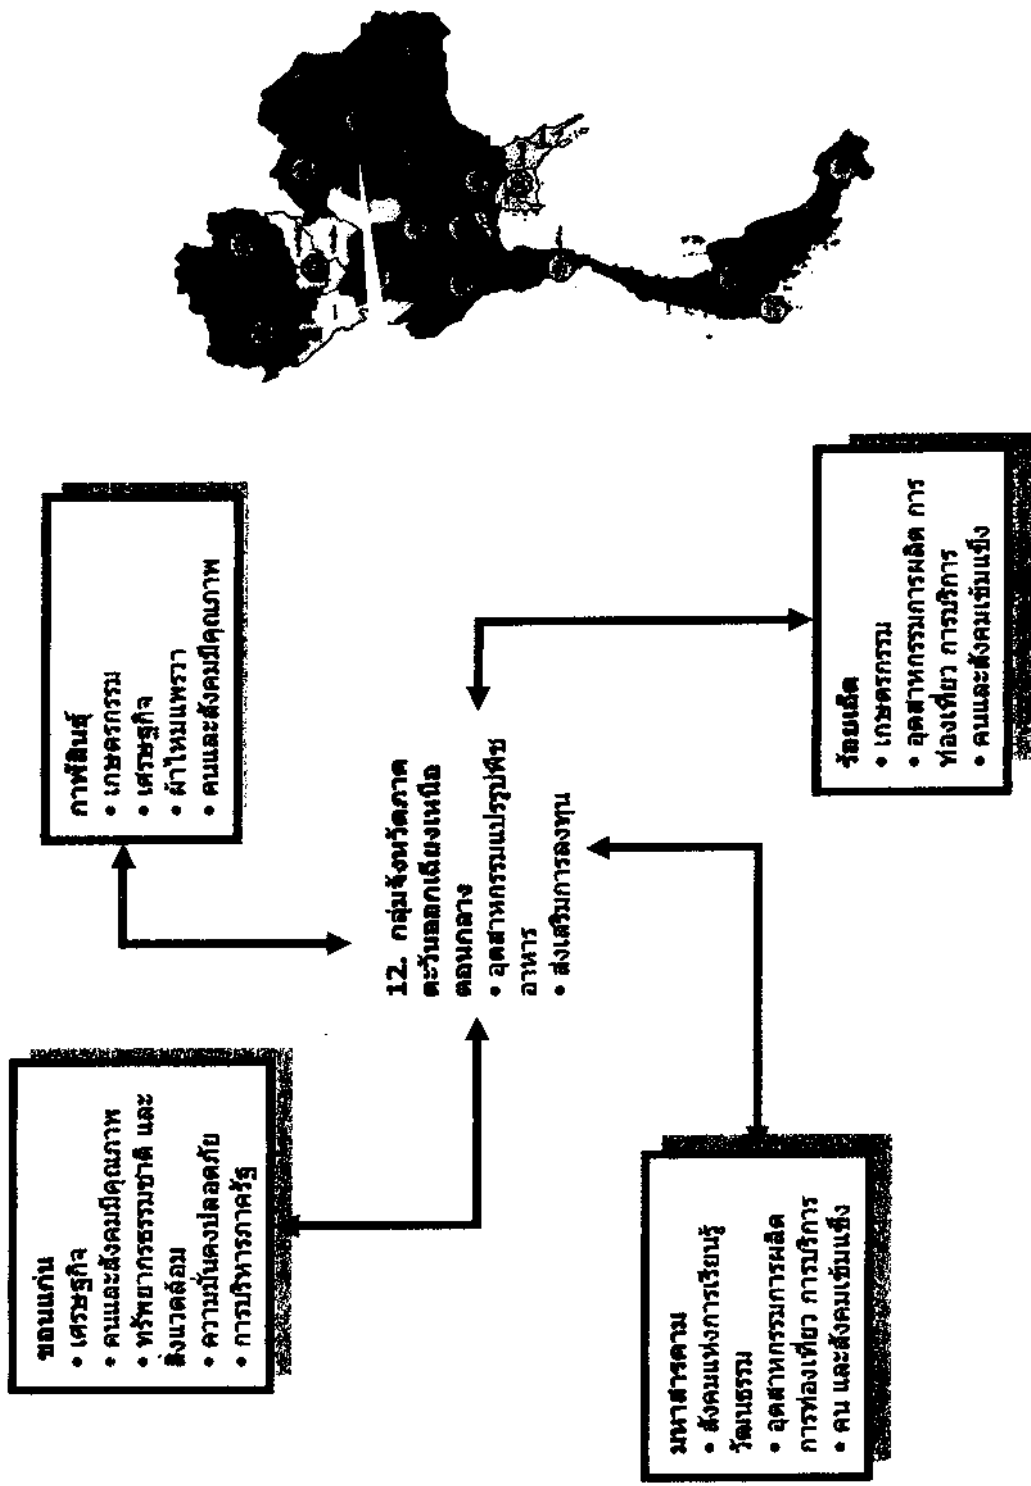 ขอนแก่น
• เศรษฐกิจ
• คนและสังคมมีคุณภาพ
• ทรัพยากรธรรมชาติ และ
สิ่งแวดล้อม
• ความมั่นคงปลอดภัย
• การบริหารภาครัฐ
กาฬสินธุ์
• เกษตรกรรม
• เศรษฐกิจ
• ผ้าไหมแพรวา
• คนและสังคมมีคุณภาพ
12. กลุ่มจังหวัดภาค
ตะวันออกเฉียงเหนือ
ตอนกลาง
• อุตสาหกรรมแปรรูปพืช
อาหาร
• ส่งเสริมการลงทุน
มหาสารคาม
• สังคมแห่งการเรียนรู้
วัฒนธรรม
• อุตสาหกรรมการผลิต
การท่องเที่ยว การบริการ
• คน และสังคมเข้มแข็ง
ร้อยเอ็ด
• เกษตรกรรม
• อุตสาหกรรมการผลิต การ
ท่องเที่ยว การบริการ
• คนและสังคมเข้มแข็ง